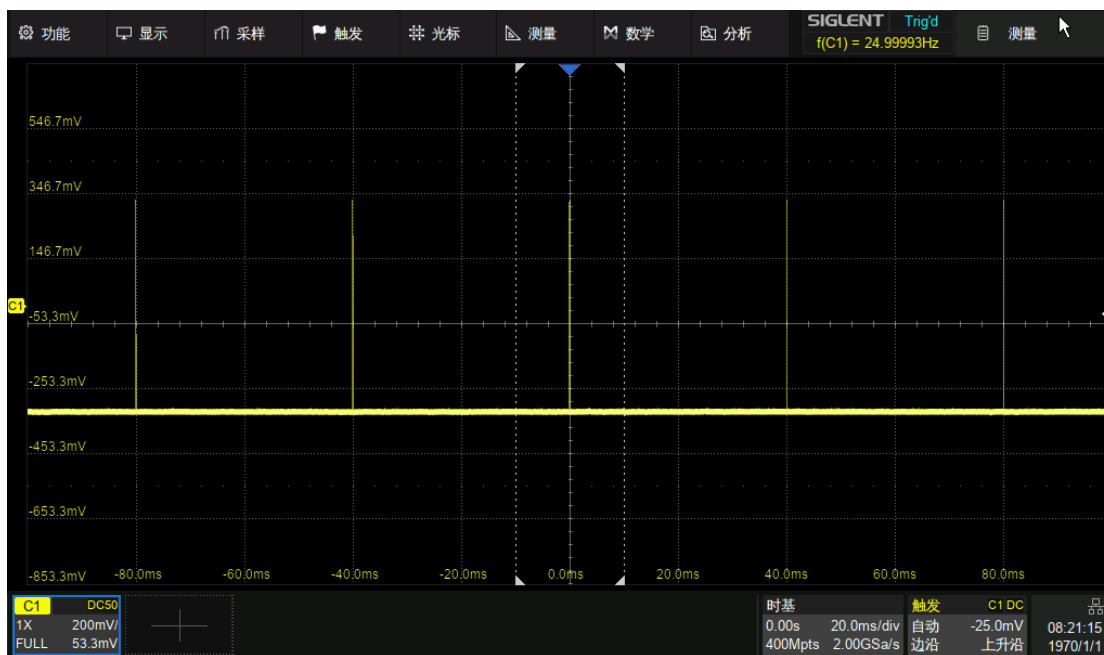 功能 显示 采样 触发 光标 测量 数学 分析 SIGLENT Trig'd 测量
f(C1) = 24.99993Hz
546.7mV
346.7mV
146.7mV
C1
-53.3mV
-253.3mV
-453.3mV
-653.3mV
-853.3mV -80.0ms -60.0ms -40.0ms -20.0ms 0.0ms 20.0ms 40.0ms 60.0ms 80.0ms
C1 DC50
1X 200mV/
FULL 53.3mV
时基
0.00s 20.0ms/div
400Mpts 2.00GSa/s
触发 C1 DC
自动 -25.0mV
边沿 上升沿
08:21:15
1970/1/1